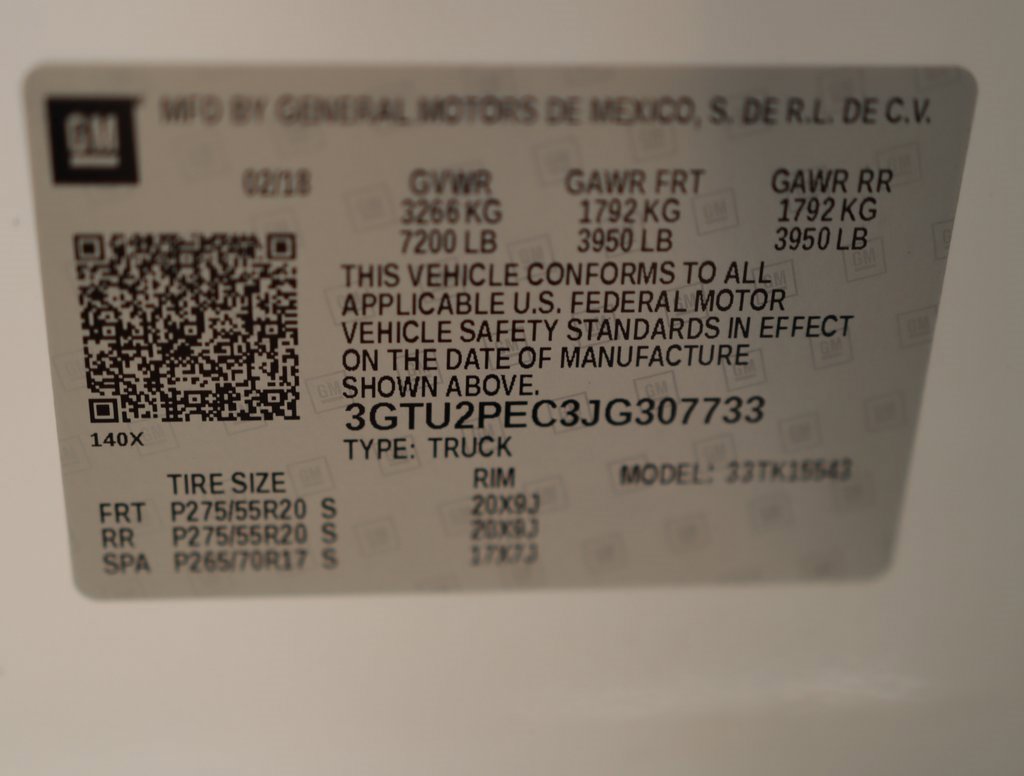 GM MFD BY GENERAL MOTORS DE MEXICO, S. DE R.L. DE C.V.
02/18 GVWR GAWR FRT GAWR RR
3266 KG 1792 KG 1792 KG
7200 LB 3950 LB 3950 LB
THIS VEHICLE CONFORMS TO ALL
APPLICABLE U.S. FEDERAL MOTOR
VEHICLE SAFETY STANDARDS IN EFFECT
ON THE DATE OF MANUFACTURE
SHOWN ABOVE.
3GTU2PEC3JG307733
140X
TYPE: TRUCK
TIRE SIZE RIM MODEL: 33TK15543
FRT P275/55R20 S 20X9J
RR P275/55R20 S 20X9J
SPA P265/70R17 S 17X7J